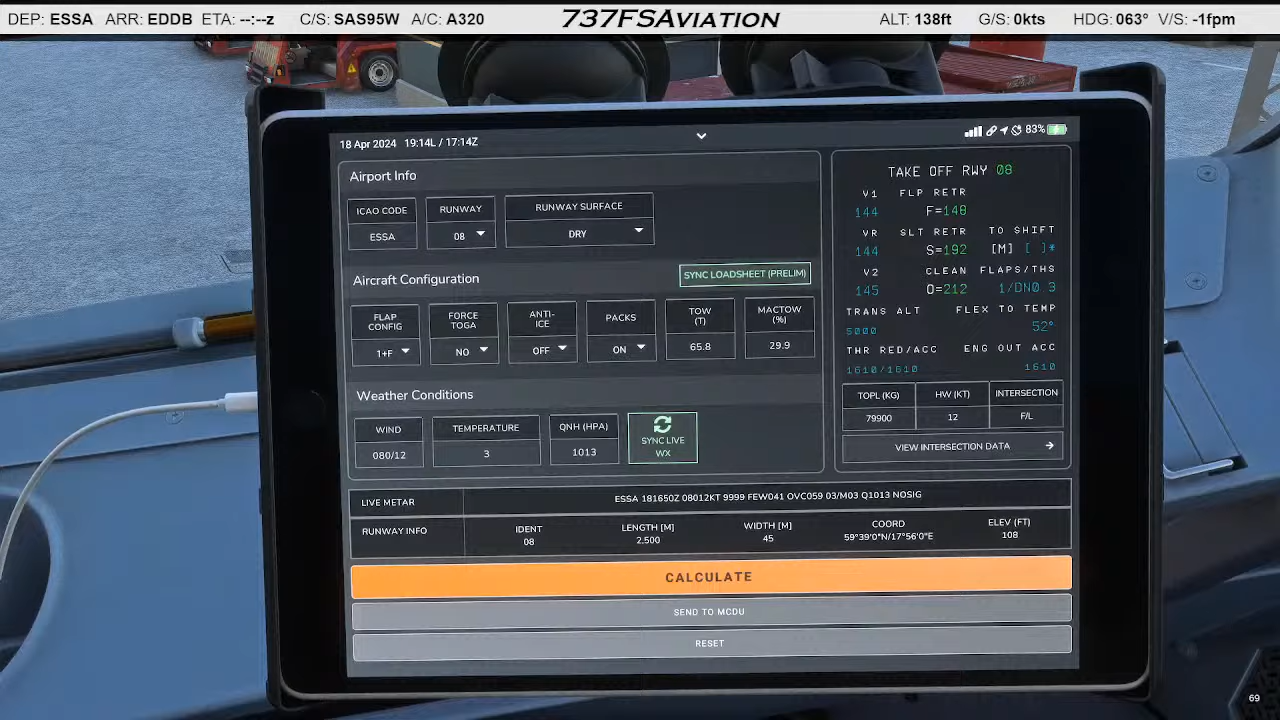 DEP: ESSA ARR: EDDB ETA: --:--z C/S: SAS95W A/C: A320 737FSAVIATION ALT: 138ft G/S: 0kts HDG: 063° V/S: -1fpm
18 Apr 2024 19:14L / 17:14Z 83%
Airport Info
ICAO CODE RUNWAY RUNWAY SURFACE
ESSA 08 DRY
Aircraft Configuration SYNC LOADSHEET (PRELIM)
FLAP CONFIG FORCE TOGA ANTI-ICE PACKS TOW (T) MACTOW (%)
1+F NO OFF ON 65.8 29.9
Weather Conditions
WIND TEMPERATURE QNH (HPA) SYNC LIVE WX
080/12 3 1013
TAKE OFF RWY 08
V1 FLP RETR
144 F=148
VR SLT RETR TO SHIFT
144 S=192 [M] [ ]*
V2 CLEAN FLAPS/THS
145 O=212 1/DN0.3
TRANS ALT FLEX TO TEMP
5000 52°
THR RED/ACC ENG OUT ACC
1610/1610 1610
TOPL (KG) HW (KT) INTERSECTION
79900 12 F/L
VIEW INTERSECTION DATA →
LIVE METAR ESSA 181650Z 08012KT 9999 FEW041 OVC059 03/M03 Q1013 NOSIG
RUNWAY INFO IDENT LENGTH [M] WIDTH [M] COORD ELEV (FT)
08 2.500 45 59°39'0"N/17°56'0"E 108
CALCULATE
SEND TO MCDU
RESET
69